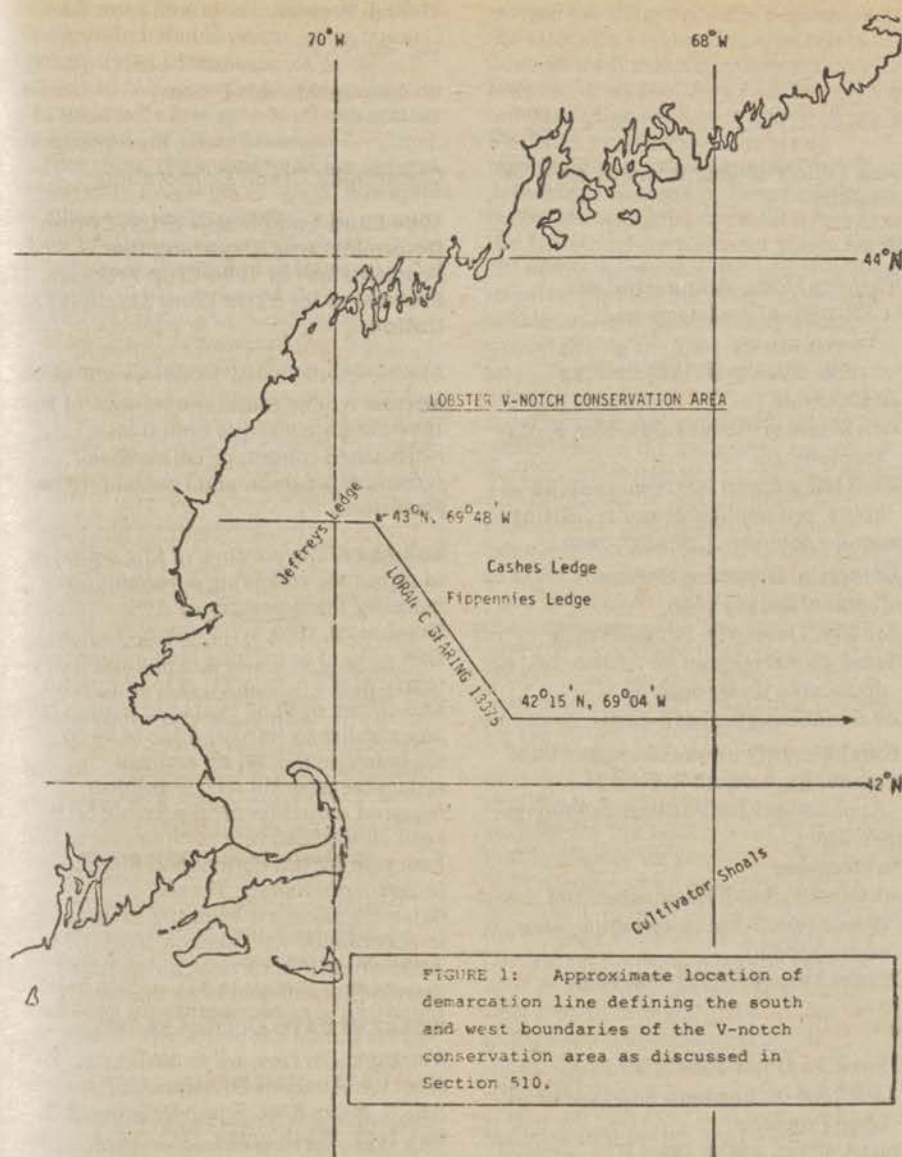 70°W
68°W
44°N
LOBSTER V-NOTCH CONSERVATION AREA
Jeffreys Ledge
43°N, 69°48'W
Cashes Ledge
Fippennies Ledge
LORAN C BEARING 13375
42°15'N, 69°04'W
42°N
Cultivator Shoals
FIGURE 1: Approximate location of
demarcation line defining the south
and west boundaries of the V-notch
conservation area as discussed in
Section 510.